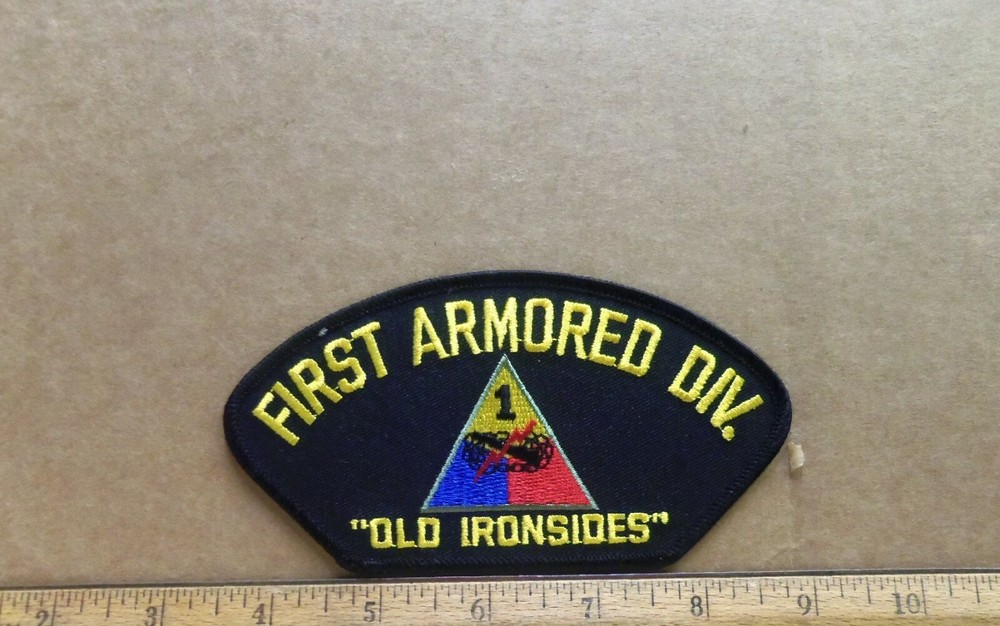 FIRST ARMORED DIV.
1
"OLD IRONSIDES"
2 3 4 5 6 7 8 9 10